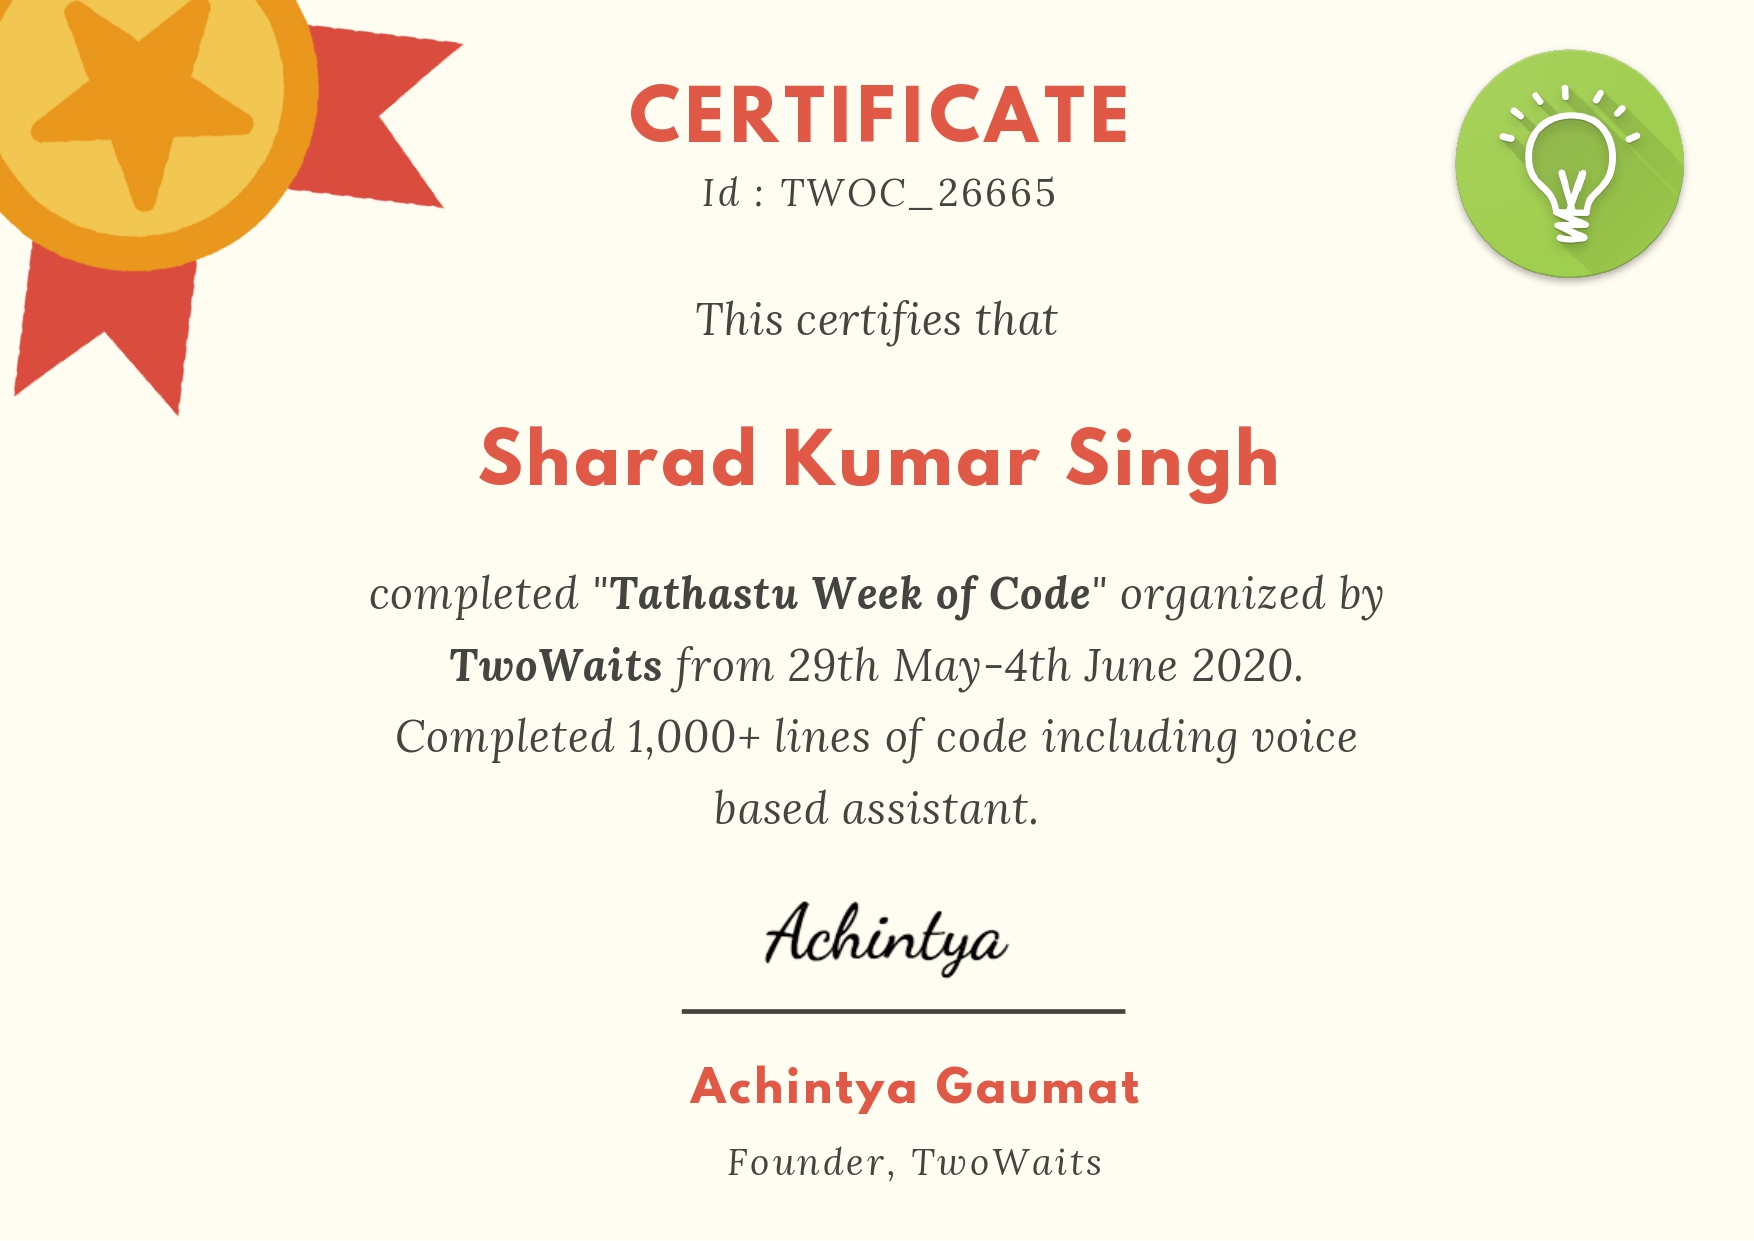 CERTIFICATE
Id : TWOC_26665
This certifies that
Sharad Kumar Singh
completed "Tathastu Week of Code" organized by
TwoWaits from 29th May-4th June 2020.
Completed 1,000+ lines of code including voice
based assistant.
Achintya
Achintya Gaumat
Founder, TwoWaits